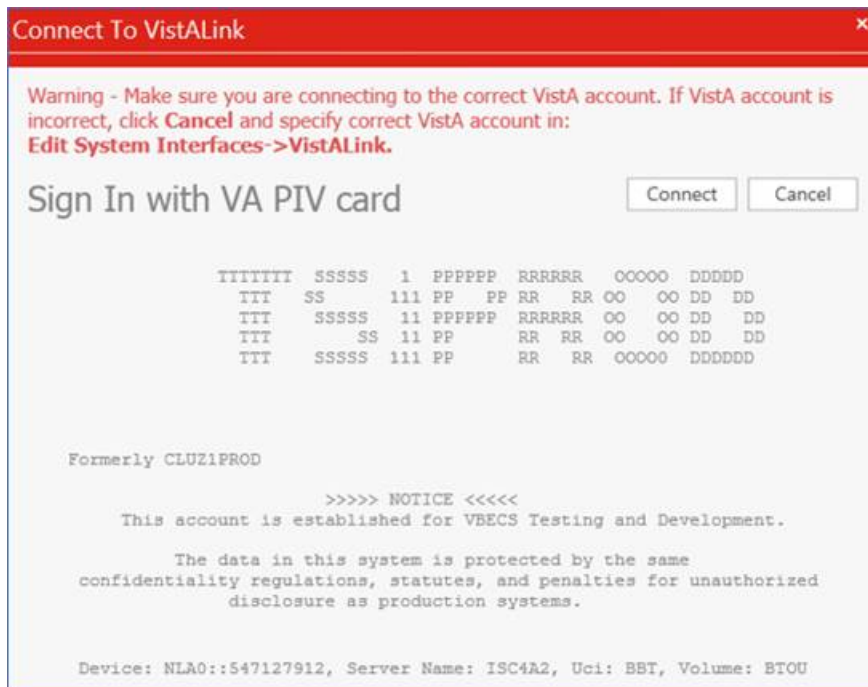 Connect To VistALink
Warning - Make sure you are connecting to the correct VistA account. If VistA account is
incorrect, click Cancel and specify correct VistA account in:
Edit System Interfaces->VistALink.
Sign In with VA PIV card
Connect
Cancel
TTTTTTT SSSSS 1 PPPPPP RRRRRR OOOOO DDDDD
TTT SS 111 PP PP RR RR OO OO DD DD
TTT SSSSS 11 PPPPPP RRRRRR OO OO DD DD
TTT SS 11 PP RR RR OO OO DD DD
TTT SSSSS 111 PP RR RR OOOOO DDDDDD
Formerly CLUZ1PROD
>>>>> NOTICE <<<<<
This account is established for VBECS Testing and Development.
The data in this system is protected by the same
confidentiality regulations, statutes, and penalties for unauthorized
disclosure as production systems.
Device: NLA0::547127912, Server Name: ISC4A2, Uci: BBT, Volume: BTOU